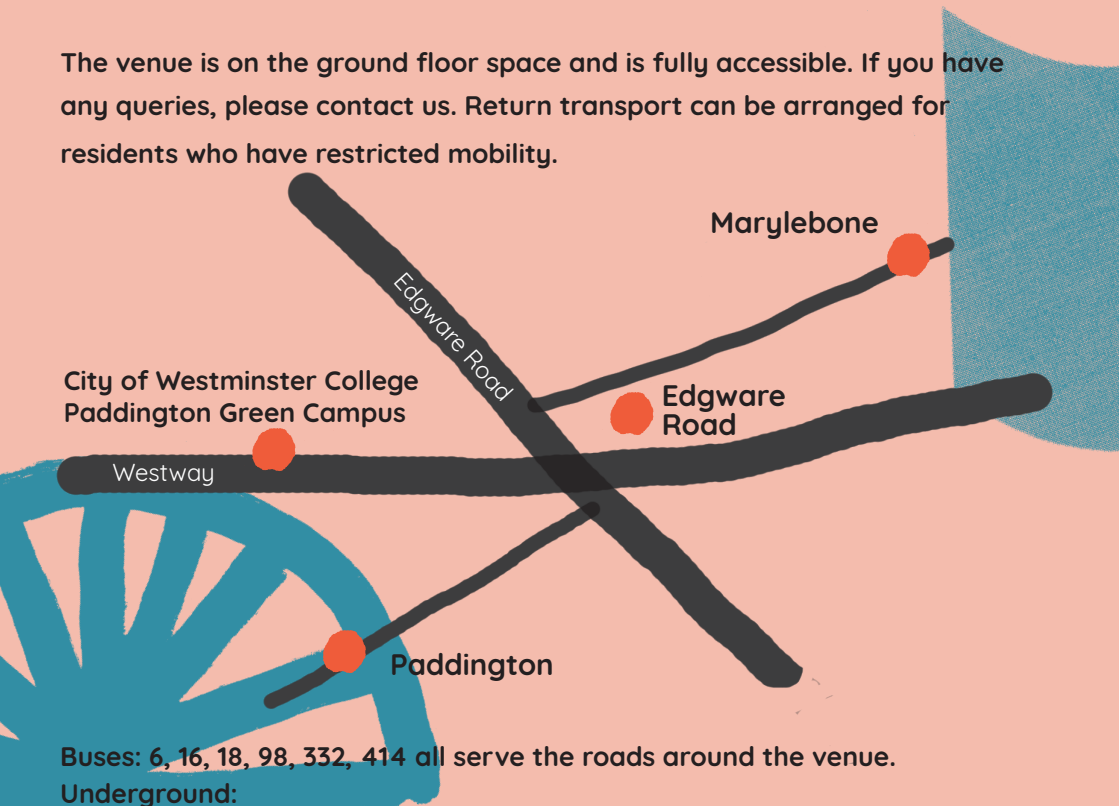 The venue is on the ground floor space and is fully accessible. If you have
any queries, please contact us. Return transport can be arranged for
residents who have restricted mobility.
Marylebone
Edgware Road
City of Westminster College
Paddington Green Campus
Edgware
Road
Westway
Paddington
Buses: 6, 16, 18, 98, 332, 414 all serve the roads around the venue.
Underground: